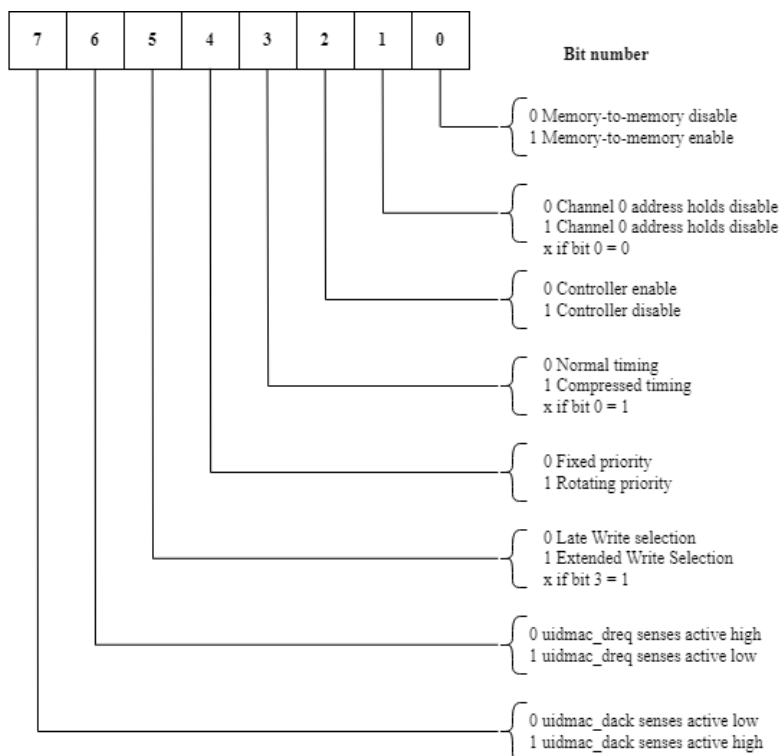 7 6 5 4 3 2 1 0
Bit number
0 Memory-to-memory disable
1 Memory-to-memory enable
0 Channel 0 address holds disable
1 Channel 0 address holds disable
x if bit 0 = 0
0 Controller enable
1 Controller disable
0 Normal timing
1 Compressed timing
x if bit 0 = 1
0 Fixed priority
1 Rotating priority
0 Late Write selection
1 Extended Write Selection
x if bit 3 = 1
0 uidmac_dreq senses active high
1 uidmac_dreq senses active low
0 uidmac_dack senses active low
1 uidmac_dack senses active high